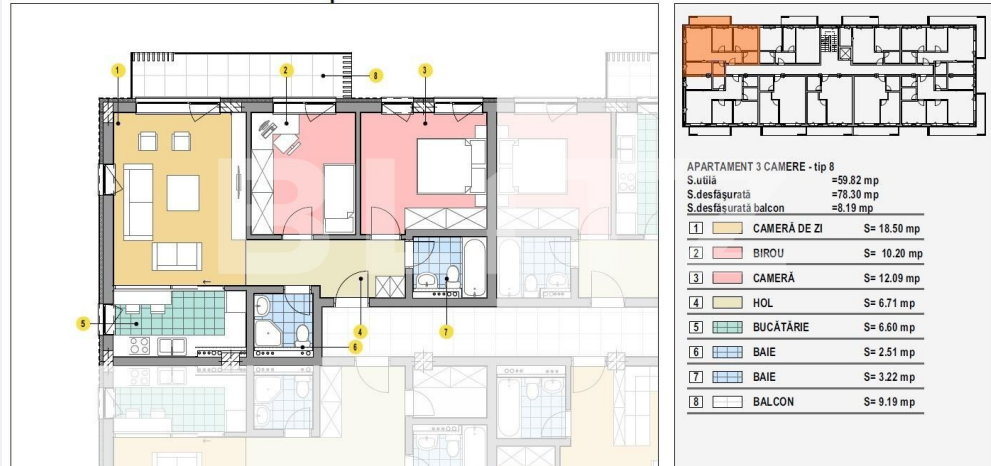 1
2
8
3
5
4
6
7
BLITZ
APARTAMENT 3 CAMERE - tip 8
S.utilă =59.82 mp
S.desfăşurată =78.30 mp
S.desfăşurată balcon =8.19 mp
1 CAMERĂ DE ZI S= 18.50 mp
2 BIROU S= 10.20 mp
3 CAMERĂ S= 12.09 mp
4 HOL S= 6.71 mp
5 BUCĂTĂRIE S= 6.60 mp
6 BAIE S= 2.51 mp
7 BAIE S= 3.22 mp
8 BALCON S= 9.19 mp